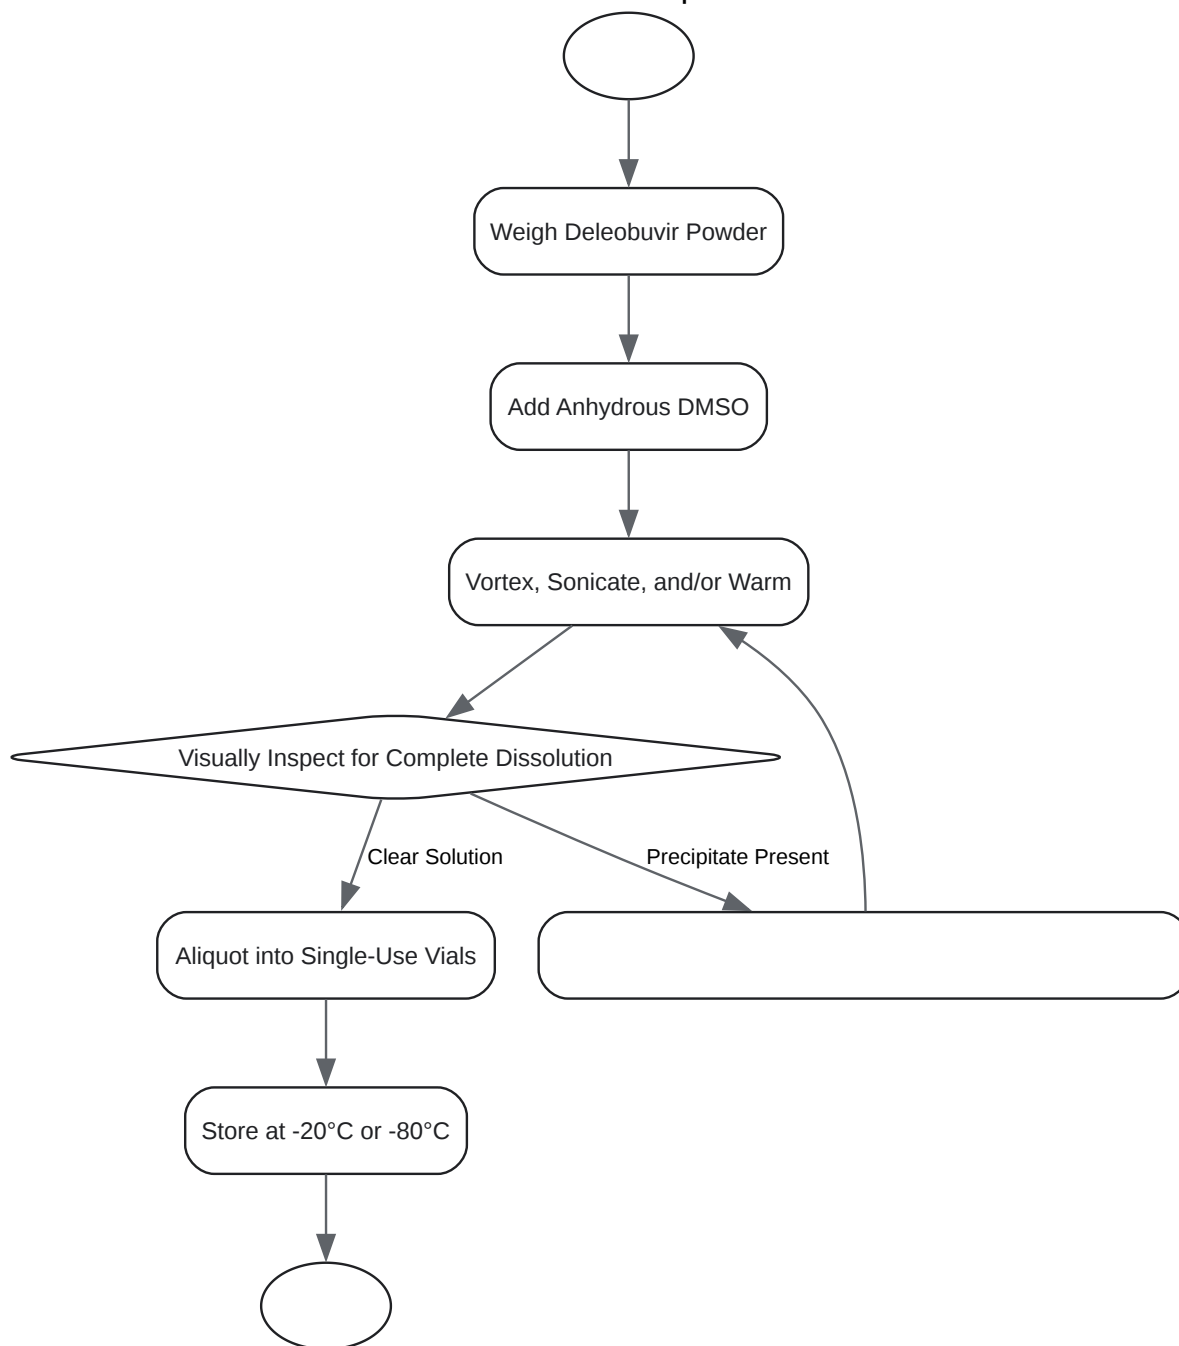 Weigh Deleobuvir Powder
Add Anhydrous DMSO
Vortex, Sonicate, and/or Warm
Visually Inspect for Complete Dissolution
Clear Solution
Precipitate Present
Aliquot into Single-Use Vials
Store at -20°C or -80°C